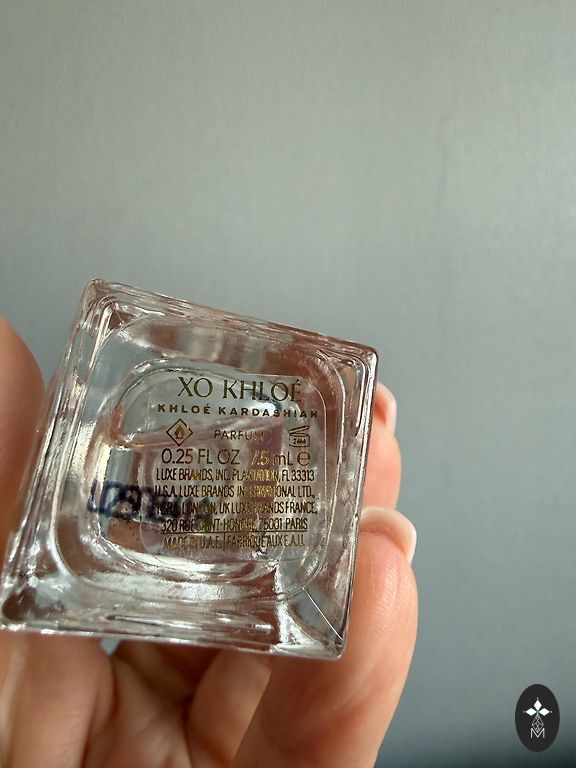 XO KHLOÉ
KHLOÉ KARDASHIAN
PARFUM 24M
0.25 FL OZ 7.5 mL e
LUXE BRANDS, INC. PLANTATION, FL 33313
U.S.A. LUXE BRANDS INTERNATIONAL LTD.,
LONDON, UK LUXE BRANDS FRANCE,
320 RUE SAINT-HONORÉ, 75001 PARIS
MADE IN U.A.E. | FABRIQUÉ AUX E.A.U.
M